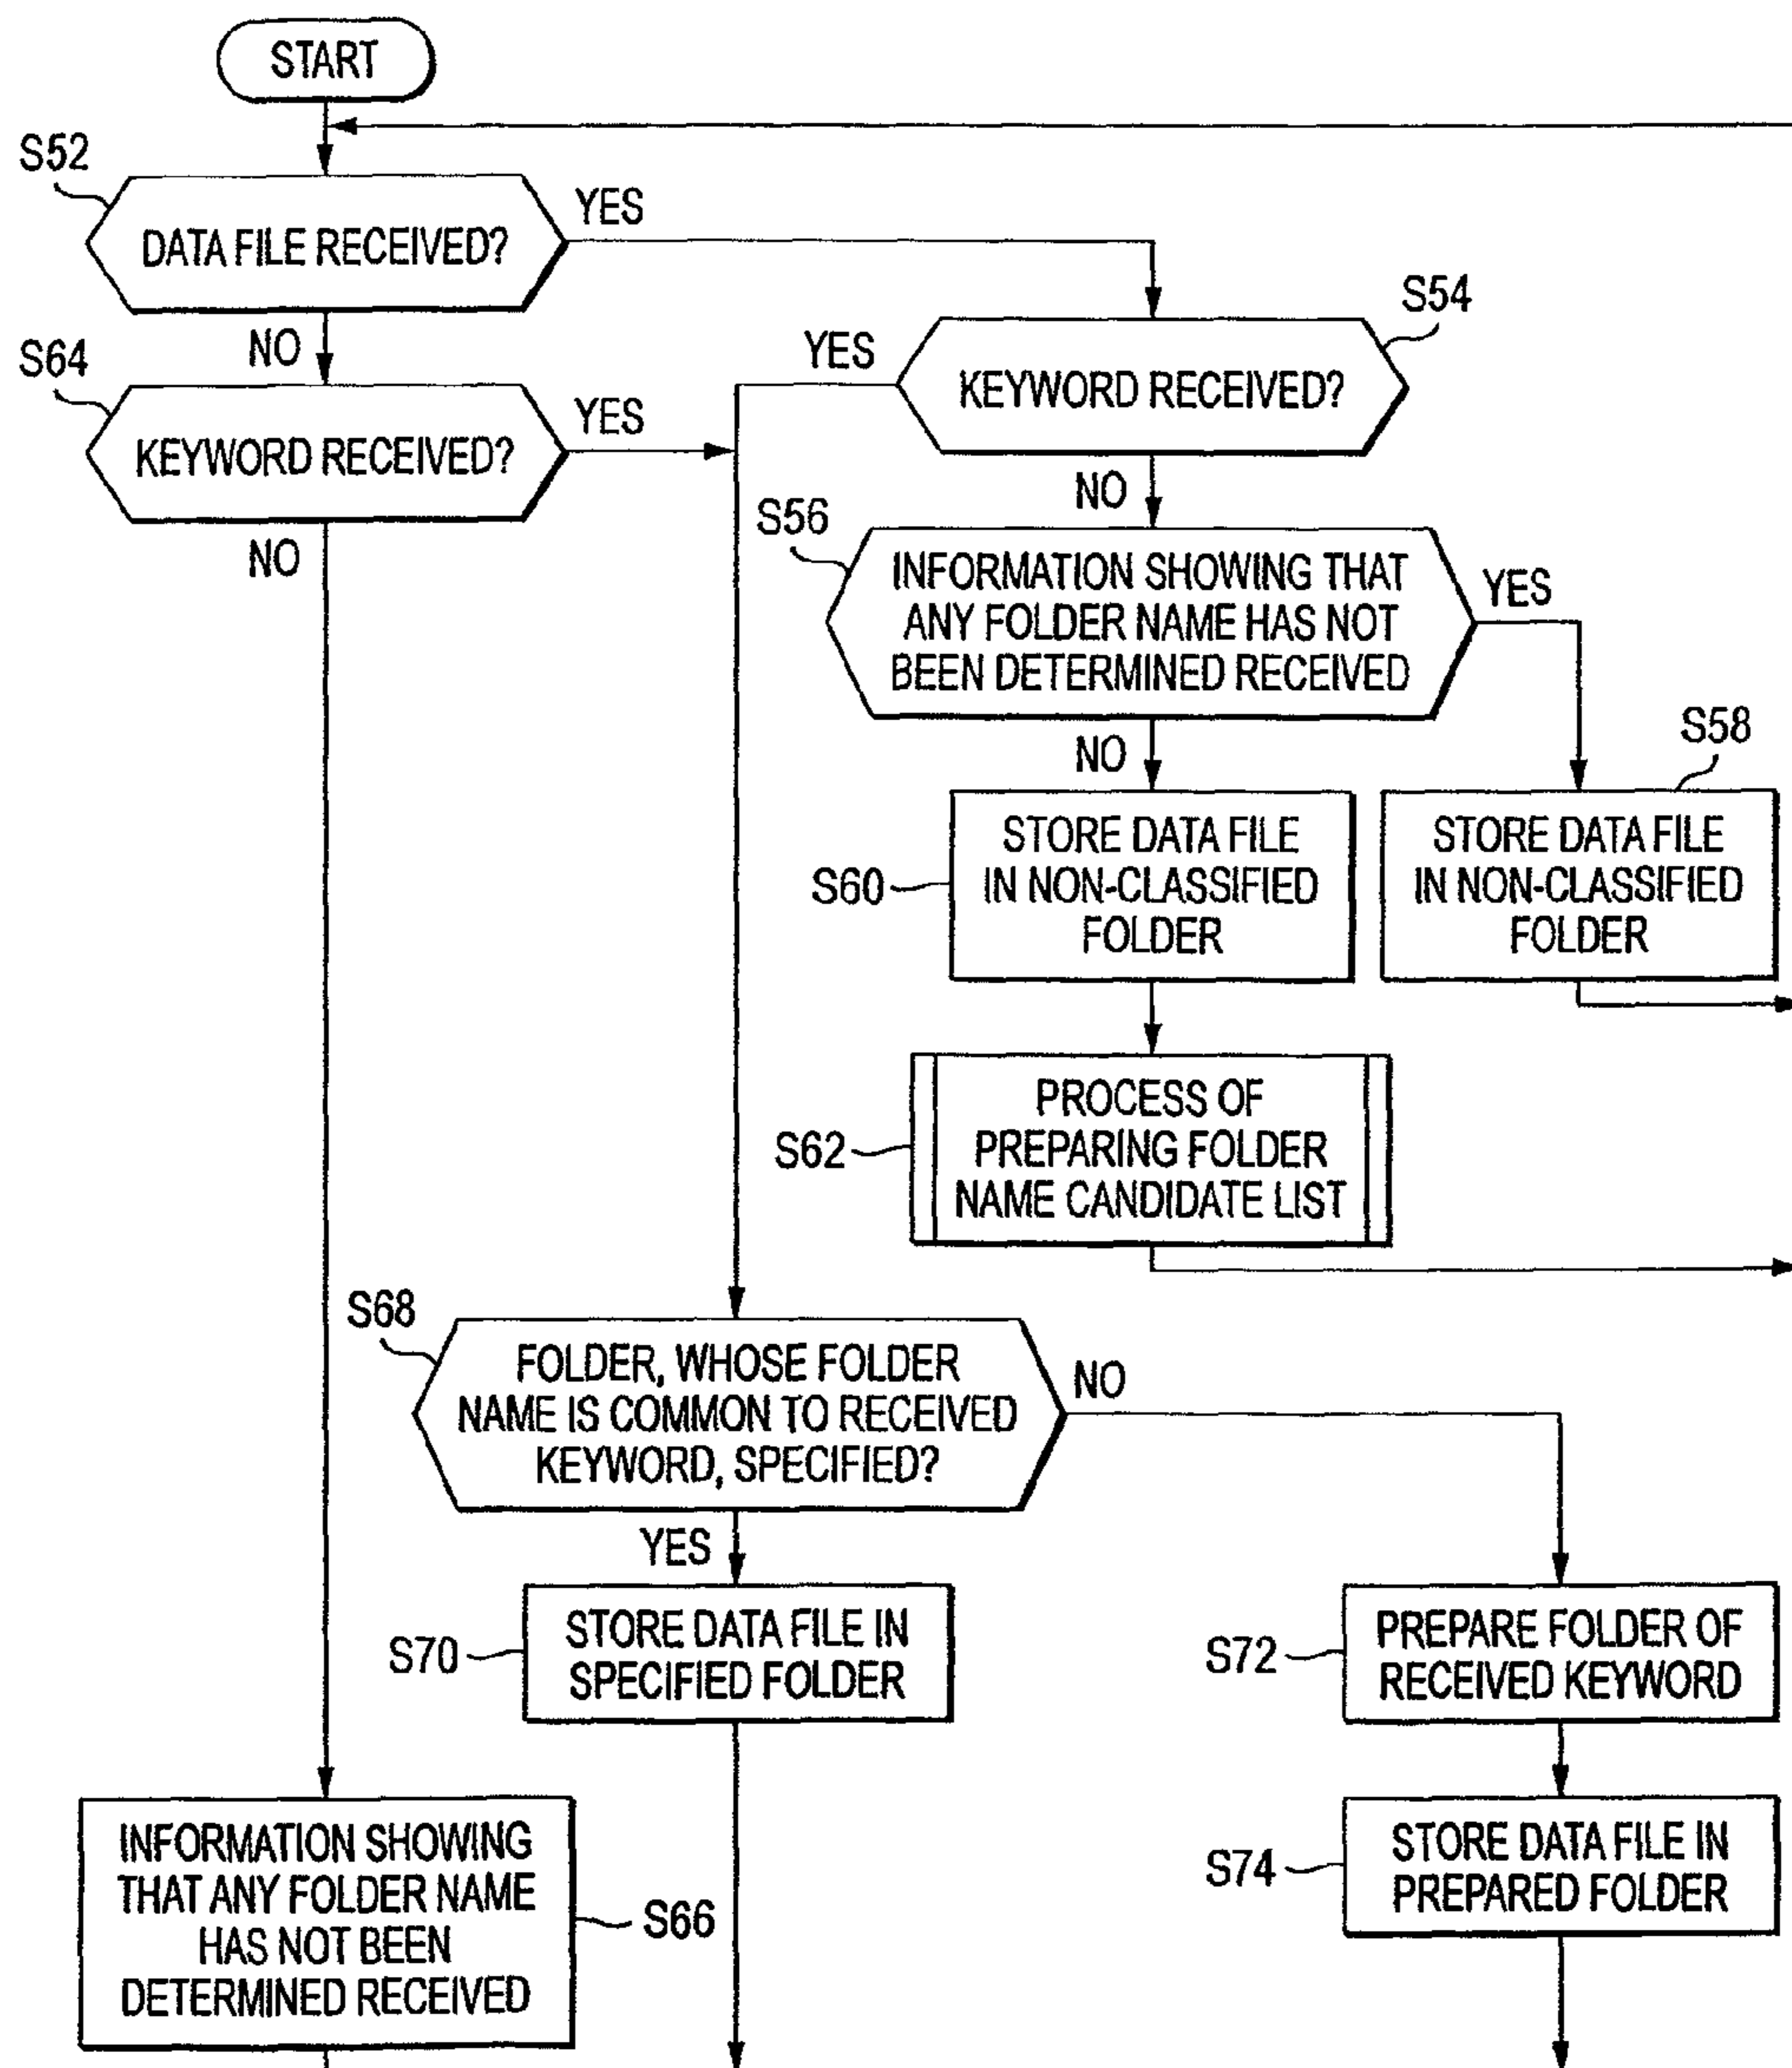 START
S52
DATA FILE RECEIVED?
YES
NO
S54
KEYWORD RECEIVED?
YES
NO
S64
KEYWORD RECEIVED?
YES
NO
S56
INFORMATION SHOWING THAT
ANY FOLDER NAME HAS NOT
BEEN DETERMINED RECEIVED
YES
NO
S58
STORE DATA FILE
IN NON-CLASSIFIED
FOLDER
S60
STORE DATA FILE
IN NON-CLASSIFIED
FOLDER
S62
PROCESS OF
PREPARING FOLDER
NAME CANDIDATE LIST
S68
FOLDER, WHOSE FOLDER
NAME IS COMMON TO RECEIVED
KEYWORD, SPECIFIED?
NO
YES
S70
STORE DATA FILE IN
SPECIFIED FOLDER
S72
PREPARE FOLDER OF
RECEIVED KEYWORD
S74
STORE DATA FILE IN
PREPARED FOLDER
INFORMATION SHOWING
THAT ANY FOLDER NAME
HAS NOT BEEN
DETERMINED RECEIVED
S66